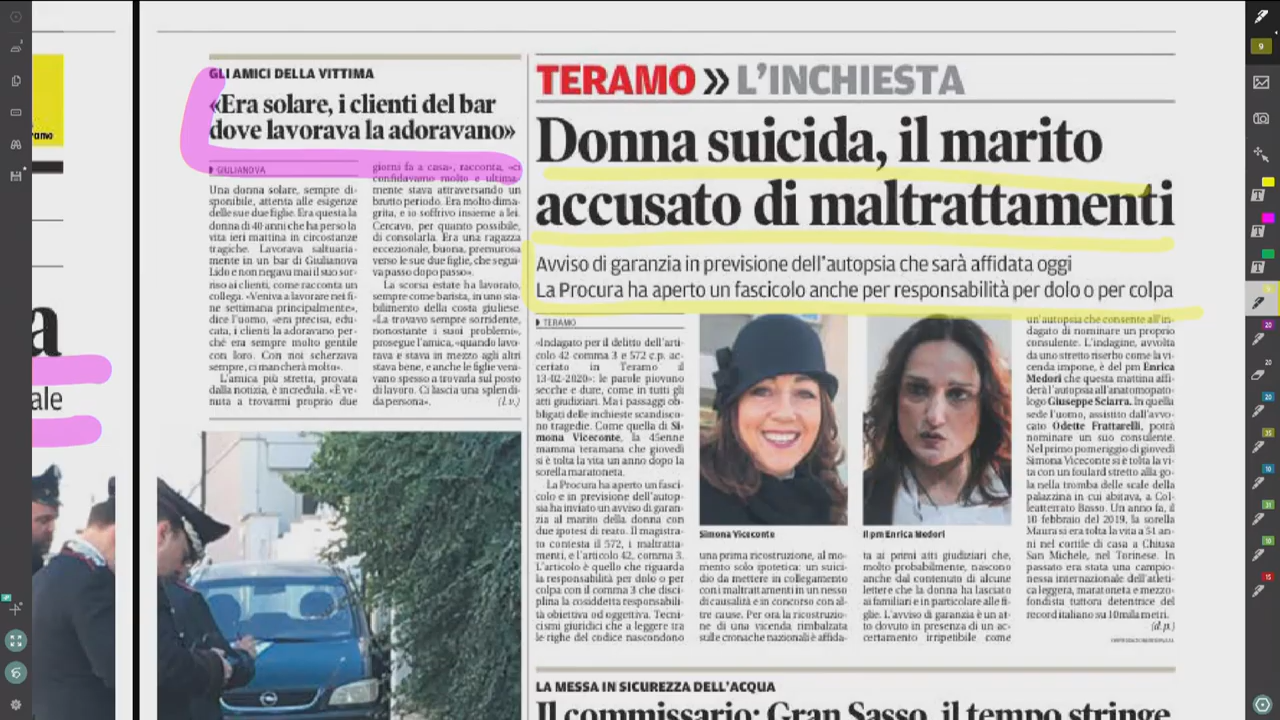 GLI AMICI DELLA VITTIMA
«Era solare, i clienti del bar
dove lavorava la adoravano»
GIULIANOVA
Una donna solare, sempre di-
sponibile, attenta alle esigenze
delle sue due figlie. Era questa la
donna di 40 anni che ha perso la
vita ieri mattina in circostanze
tragiche. Lavorava saltuaria-
mente in un bar di Giulianova
Lido e non negava mai il suo sor-
riso ai clienti, come racconta un
collega. «Veniva a lavorare nei fi-
ne settimana principalmente»,
dice l'uomo, «era precisa, edu-
cata, i clienti la adoravano per-
ché era sempre molto gentile
con loro. Con noi scherzava
sempre, ci mancherà molto».
L'amica più stretta, provata
dalla notizia, è incredula. «È ve-
nuta a trovarmi proprio due
giorni fa a casa», racconta, «ci
confidavamo molto e ultima-
mente stava attraversando un
brutto periodo. Era molto dima-
grita, e io soffrivo insieme a lei.
Cercavo, per quanto possibile,
di consolarla. Era una ragazza
eccezionale, buona, premurosa
verso le sue due figlie, che segui-
va passo dopo passo».
La scorsa estate ha lavorato,
sempre come barista, in uno sta-
bilimento della costa giuliese.
«La trovavo sempre sorridente,
nonostante i suoi problemi»,
prosegue l'amica, «quando lavo-
rava e stava in mezzo agli altri
stava bene, e anche le figlie veni-
vano spesso a trovarla sul posto
di lavoro. Ci lascia una splendi-
da persona».
TERAMO » L'INCHIESTA
Donna suicida, il marito
accusato di maltrattamenti
Avviso di garanzia in previsione dell'autopsia che sarà affidata oggi
La Procura ha aperto un fascicolo anche per responsabilità per dolo o per colpa
TERAMO
«Indagato per il delitto dell'arti-
colo 42 comma 3 e 572 c.p. ac-
certato in Teramo il
13-02-2020»: le parole piovono
secche e dure, come in tutti gli
atti giudiziari. Ma i passaggi ob-
bligati delle inchieste scandisco-
no tragedie. Come quella di Si-
mona Viceconte, la 45enne
mamma teramana che giovedì
si è tolta la vita un anno dopo la
sorella maratoneta.
La Procura ha aperto un fasci-
colo e in previsione dell'autop-
sia ha inviato un avviso di garan-
zia al marito della donna con
due ipotesi di reato. Il magistra-
to contesta il 572, i maltratta-
menti, e l'articolo 42, comma 3.
L'articolo è quello che riguarda
la responsabilità per dolo o per
colpa con il comma 3 che disci-
plina la cosiddetta responsabili-
tà obiettiva od oggettiva. Tecni-
cismi giuridici che a leggere tra
le righe del codice nascondono
Simona Viceconte
una prima ricostruzione, al mo-
mento solo ipotetica: un suici-
dio da mettere in collegamento
con i maltrattamenti in un nesso
di causalità e in concorso con al-
tre cause. Per ora la ricostruzio-
ne di una vicenda rimbalzata
sulle cronache nazionali è affida-
Il pm Enrica Medori
ta ai primi atti giudiziari che,
molto probabilmente, nascono
anche dal contenuto di alcune
lettere che la donna ha lasciato
ai familiari e in particolare alle fi-
glie. L'avviso di garanzia è un at-
to dovuto in presenza di un ac-
certamento irripetibile come
un'autopsia che consente all'in-
dagato di nominare un proprio
consulente. L'indagine, avvolta
da uno stretto riserbo come la vi-
cenda impone, è del pm Enrica
Medori che questa mattina affi-
derà l'autopsia all'anatomopato-
logo Giuseppe Sciarra. In quella
sede l'uomo, assistito dall'avvo-
cato Odette Frattarelli, potrà
nominare un suo consulente.
Nel primo pomeriggio di giovedì
Simona Viceconte si è tolta la vi-
ta con un foulard stretto alla go-
la nella tromba delle scale della
palazzina in cui abitava, a Col-
leatterrato Basso. Un anno fa, il
10 febbraio del 2019, la sorella
Maura si era tolta la vita a 51 an-
ni nel cortile di casa a Chiusa
San Michele, nel Torinese. In
passato era stata una campio-
nessa internazionale dell'atleti-
ca leggera, maratoneta e mezzo-
fondista tuttora detentrice del
record italiano sui 10mila metri.
(d.p.)
LA MESSA IN SICUREZZA DELL'ACQUA
Il commissario: Gran Sasso, il tempo stringe